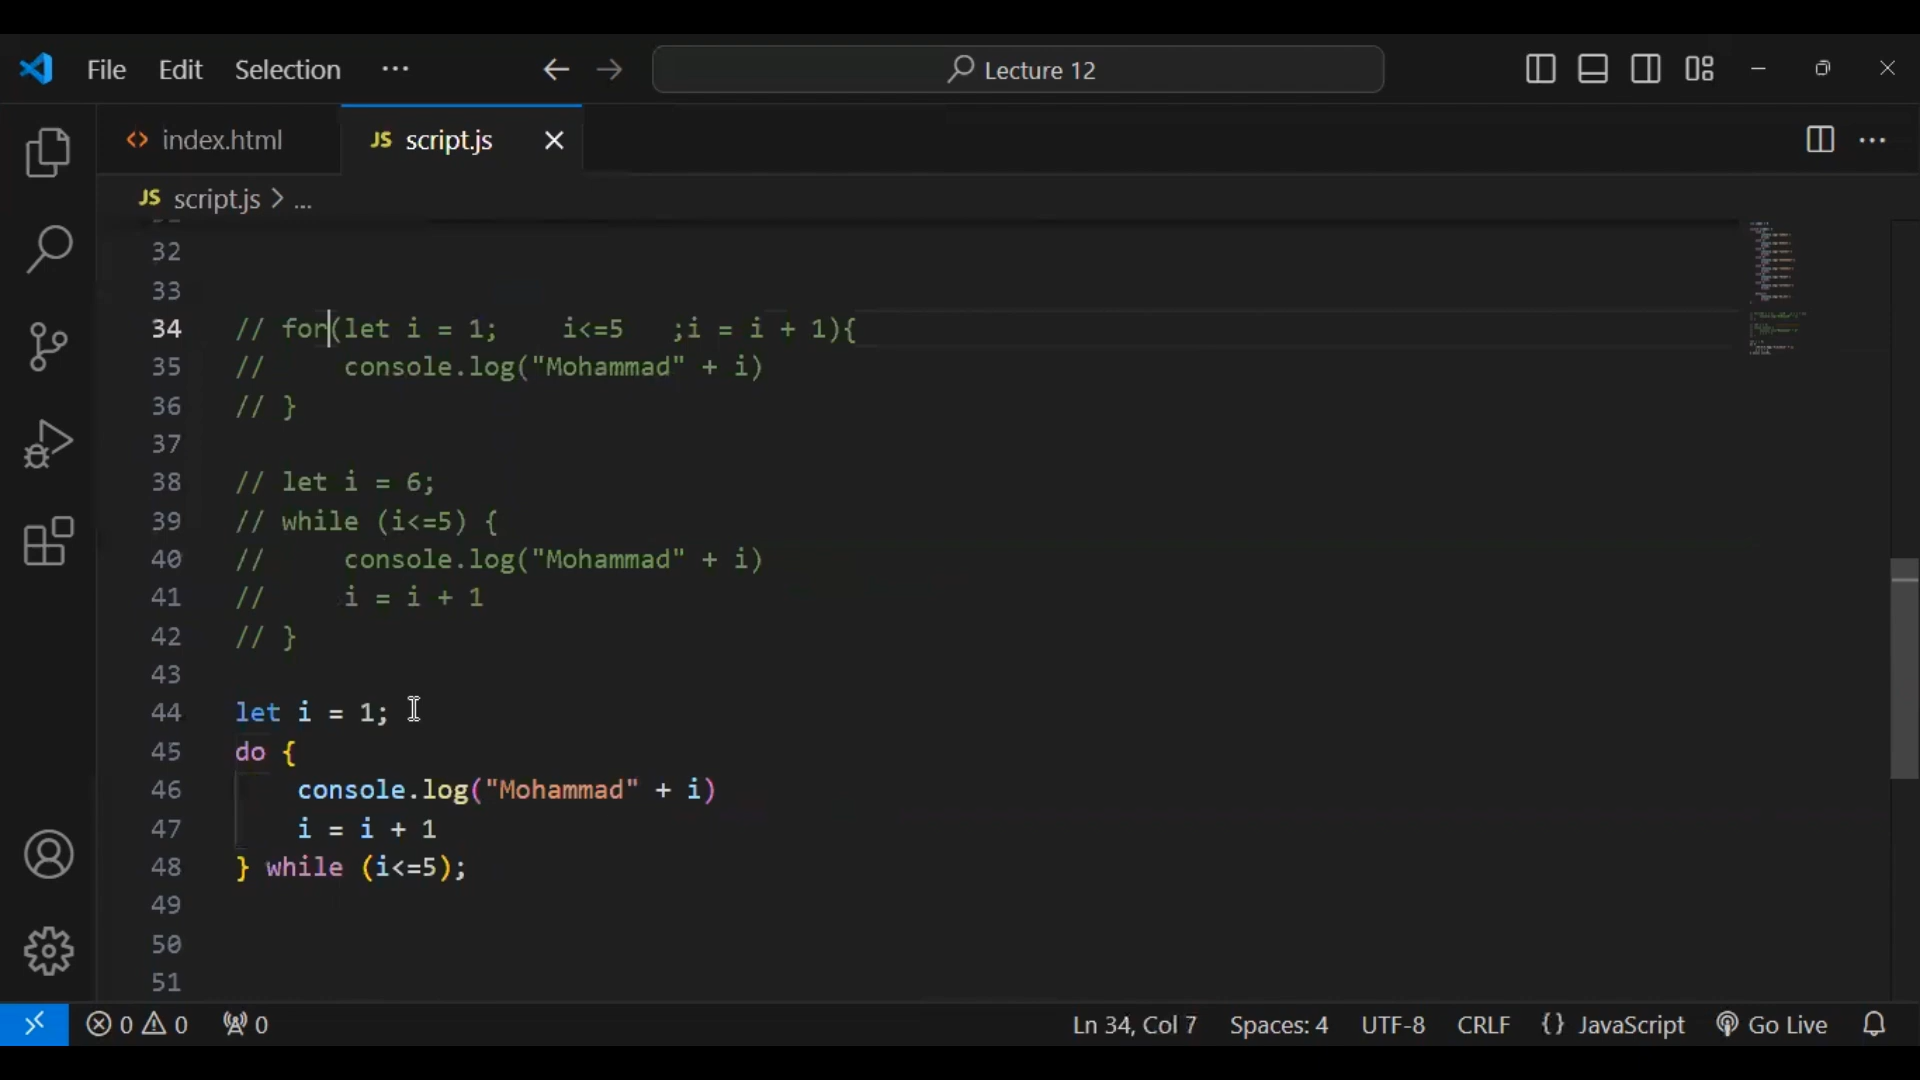 File Edit Selection ··· Lecture 12
index.html JS script.js
JS script.js > ...
32
33
34 // for(let i = 1;    i<=5   ;i = i + 1){
35 //     console.log("Mohammad" + i)
36 // }
37
38 // let i = 6;
39 // while (i<=5) {
40 //     console.log("Mohammad" + i)
41 //     i = i + 1
42 // }
43
44 let i = 1;
45 do {
46     console.log("Mohammad" + i)
47     i = i + 1
48 } while (i<=5);
49
50
51
0 0 0 Ln 34, Col 7 Spaces: 4 UTF-8 CRLF {} JavaScript Go Live